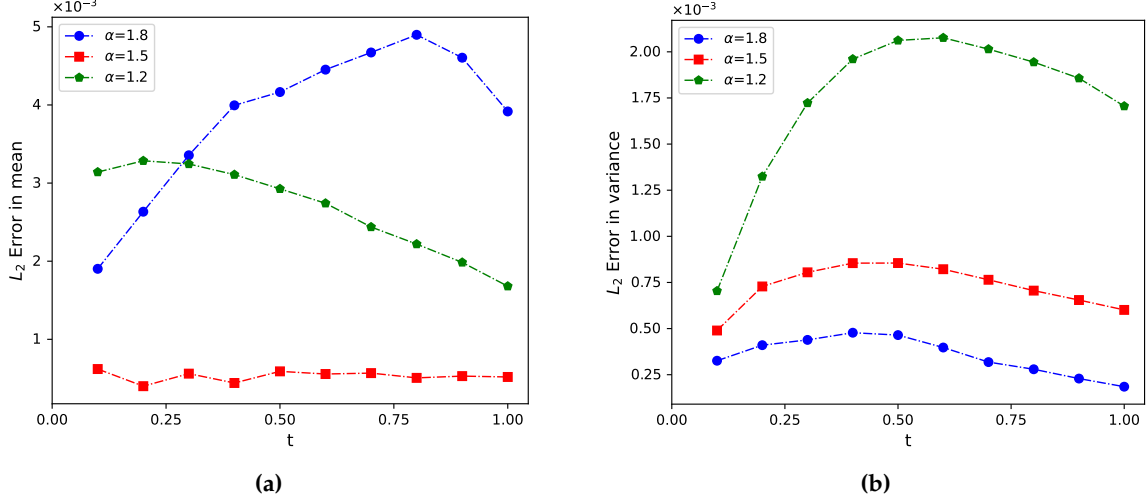 ×10⁻³
5
4
3
2
1
L₂ Error in mean
α=1.8
α=1.5
α=1.2
0.00 0.25 0.50 0.75 1.00
t
(a)
×10⁻³
2.00
1.75
1.50
1.25
1.00
0.75
0.50
0.25
L₂ Error in variance
α=1.8
α=1.5
α=1.2
0.00 0.25 0.50 0.75 1.00
t
(b)